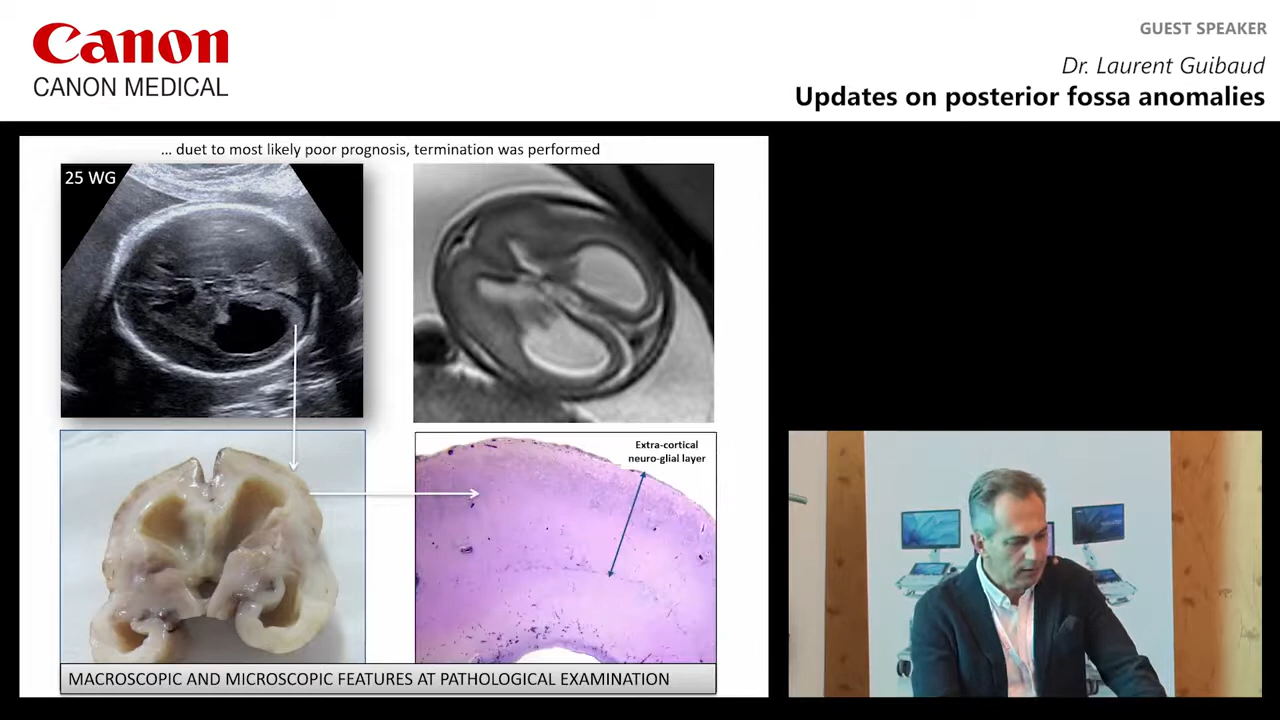 Canon
CANON MEDICAL
GUEST SPEAKER
Dr. Laurent Guibaud
Updates on posterior fossa anomalies
... duet to most likely poor prognosis, termination was performed
25 WG
Extra-cortical
neuro-glial layer
MACROSCOPIC AND MICROSCOPIC FEATURES AT PATHOLOGICAL EXAMINATION